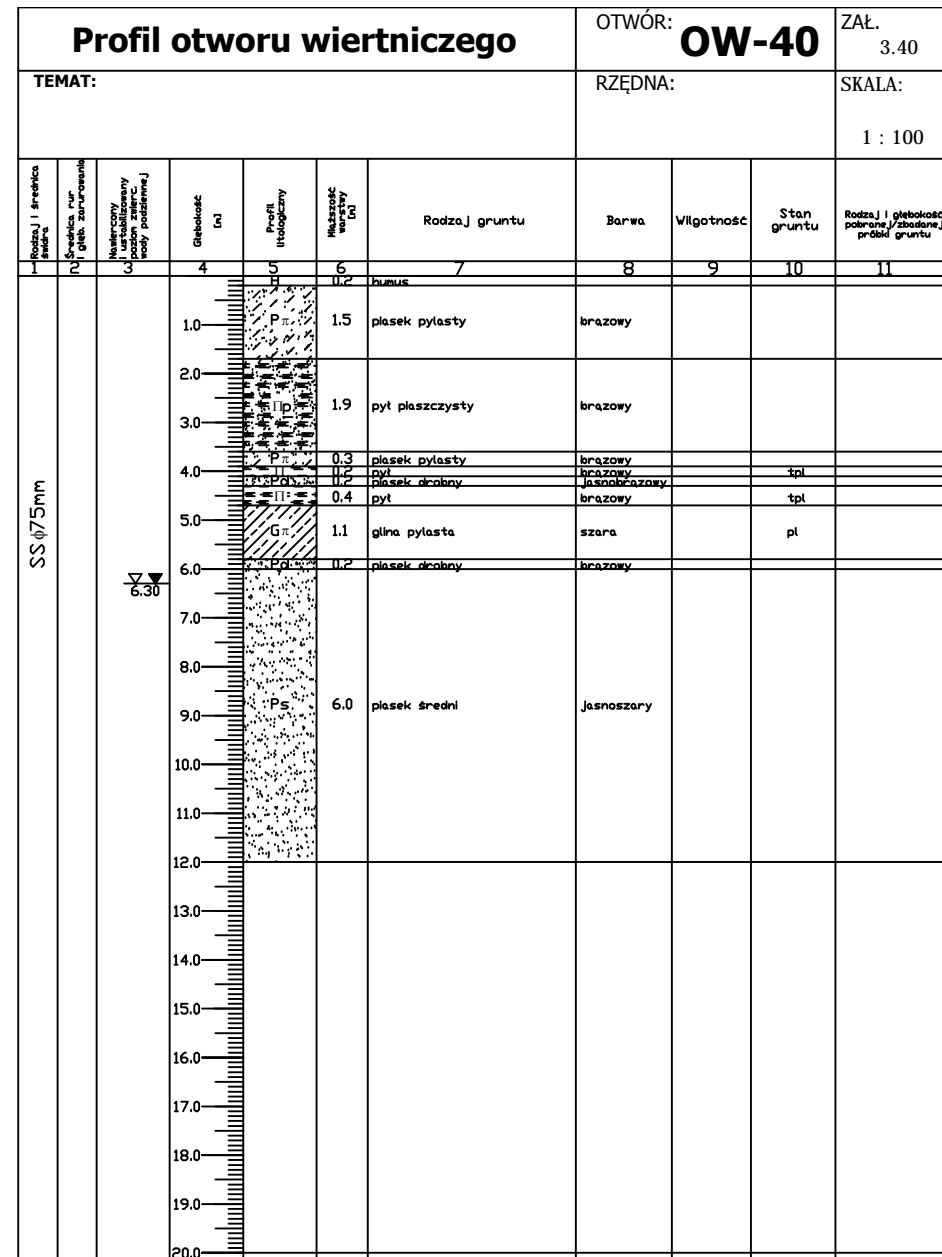 Profil otworu wiertniczego
OTWÓR: OW-40
ZAŁ.
3.40
TEMAT:
RZĘDNA:
SKALA:
1 : 100
Rodzaj i średnica
świdra
Średnica rur
i głęb. zarurowania
Nawiercony
i ustabilizowany
poziom zwierc.
wody podziemnej
Głębokość
[m]
Profil
litologiczny
Miąższość
warstwy
[m]
Rodzaj gruntu
Barwa
Wilgotność
Stan
gruntu
Rodzaj i głębokość
pobranej/zbadanej
próbki gruntu
1 2 3 4 5 6 7 8 9 10 11
H 0.2 humus
1.0 Pπ 1.5 piasek pylasty brązowy
2.0
Πp 1.9 pył piaszczysty brązowy
3.0
Pπ 0.3 piasek pylasty brązowy
4.0 Π 0.2 pył brązowy tpl
Pd 0.2 piasek drobny jasnobrązowy
Π 0.4 pył brązowy tpl
5.0 Gπ 1.1 glina pylasta szara pl
SSϕ75mm
Pd 0.2 piasek drobny brązowy
6.0
6.30
7.0
8.0
Ps 6.0 piasek średni jasnoszary
9.0
10.0
11.0
12.0
13.0
14.0
15.0
16.0
17.0
18.0
19.0
20.0